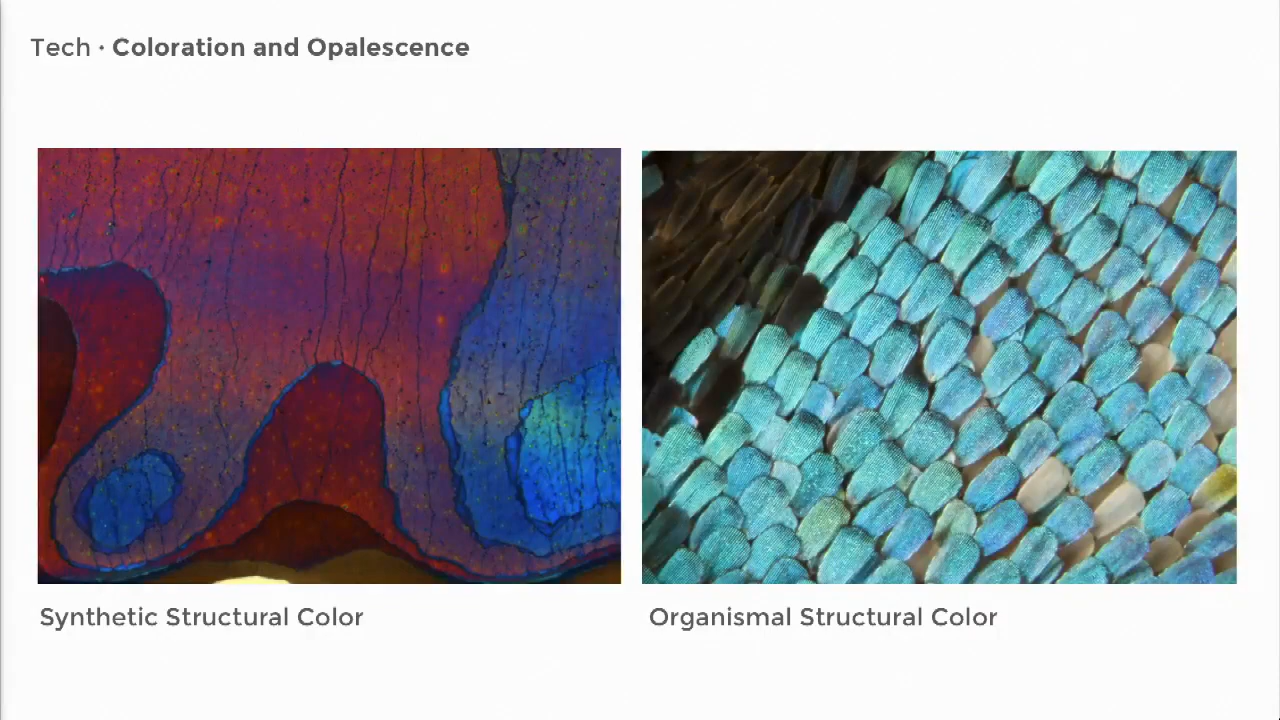 Tech · Coloration and Opalescence
Synthetic Structural Color
Organismal Structural Color